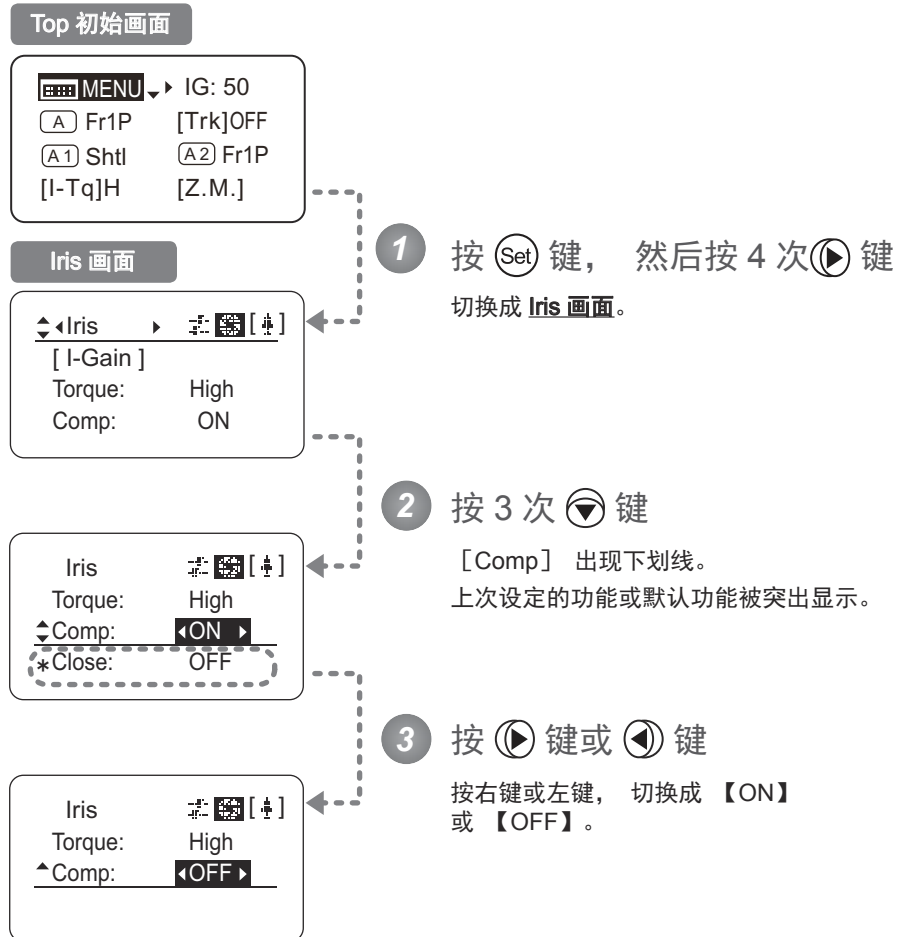 Top 初始画面
MENU IG: 50
A Fr1P [Trk]OFF
A1 Shtl A2 Fr1P
[I-Tq]H [Z.M.]
1 按 Set 键， 然后按 4 次 键
切换成 Iris 画面。
Iris 画面
Iris [ ]
[ I-Gain ]
Torque: High
Comp: ON
2 按 3 次 键
［Comp］ 出现下划线。
上次设定的功能或默认功能被突出显示。
Iris [ ]
Torque: High
Comp: ON
*Close: OFF
3 按 键或 键
按右键或左键， 切换成 【ON】
或 【OFF】。
Iris [ ]
Torque: High
Comp: OFF